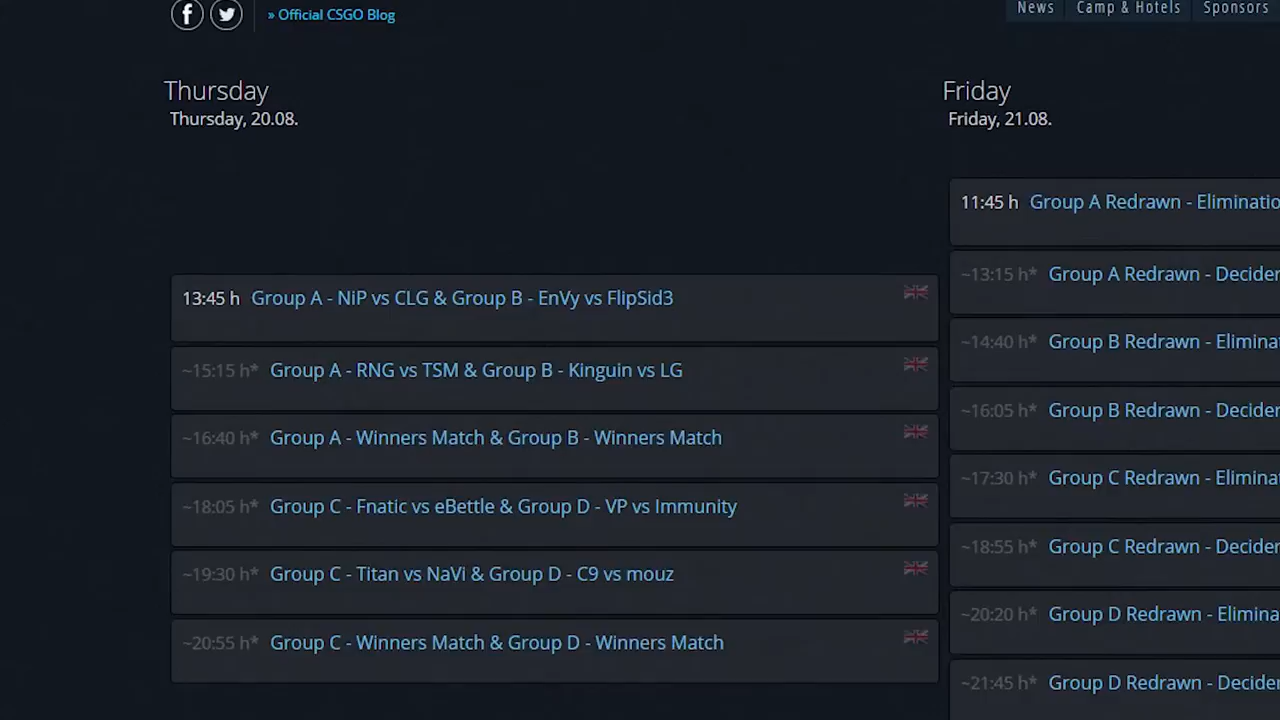 » Official CSGO Blog
News Camp & Hotels Sponsors
Thursday
Thursday, 20.08.
13:45 h Group A - NiP vs CLG & Group B - EnVy vs FlipSid3
~15:15 h* Group A - RNG vs TSM & Group B - Kinguin vs LG
~16:40 h* Group A - Winners Match & Group B - Winners Match
~18:05 h* Group C - Fnatic vs eBettle & Group D - VP vs Immunity
~19:30 h* Group C - Titan vs NaVi & Group D - C9 vs mouz
~20:55 h* Group C - Winners Match & Group D - Winners Match
Friday
Friday, 21.08.
11:45 h Group A Redrawn - Eliminatio
~13:15 h* Group A Redrawn - Decider
~14:40 h* Group B Redrawn - Elimina
~16:05 h* Group B Redrawn - Decider
~17:30 h* Group C Redrawn - Elimina
~18:55 h* Group C Redrawn - Decider
~20:20 h* Group D Redrawn - Elimina
~21:45 h* Group D Redrawn - Decider